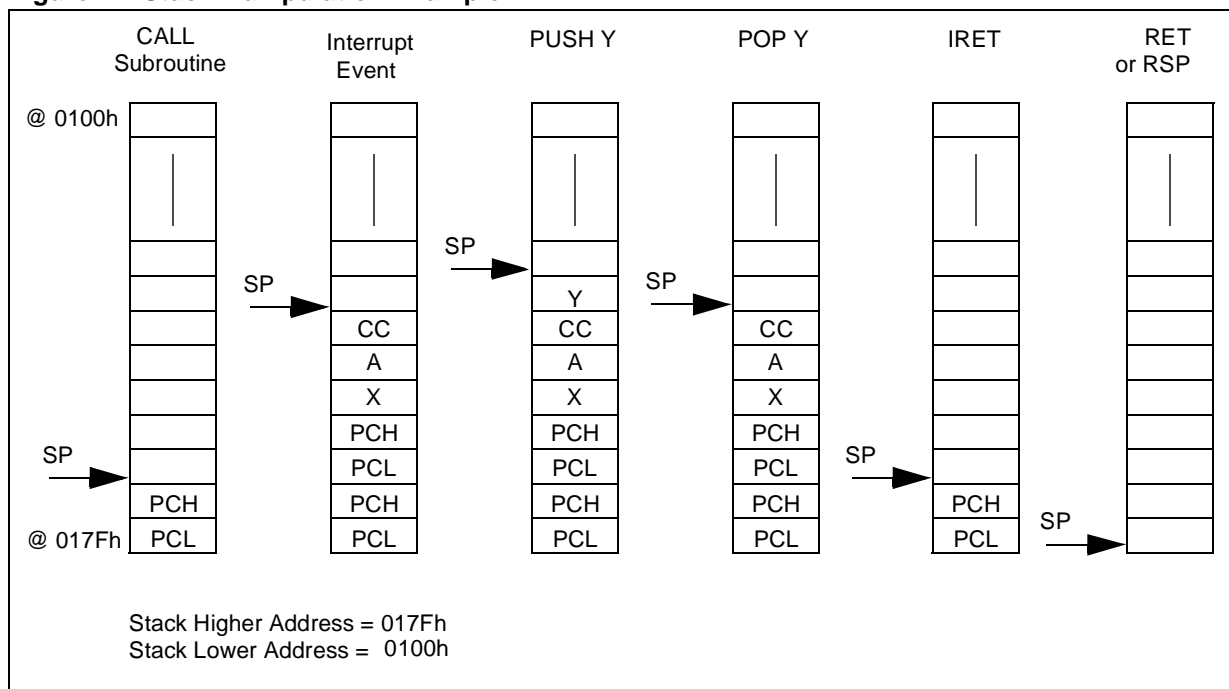 CALL
Subroutine
Interrupt
Event
PUSH Y
POP Y
IRET
RET
or RSP
@ 0100h
SP
SP
SP
Y
CC
CC
CC
A
A
A
X
X
X
PCH
PCH
PCH
SP
SP
PCL
PCL
PCL
PCH
PCH
PCH
PCH
PCH
SP
@ 017Fh
PCL
PCL
PCL
PCL
PCL
Stack Higher Address = 017Fh
Stack Lower Address = 0100h